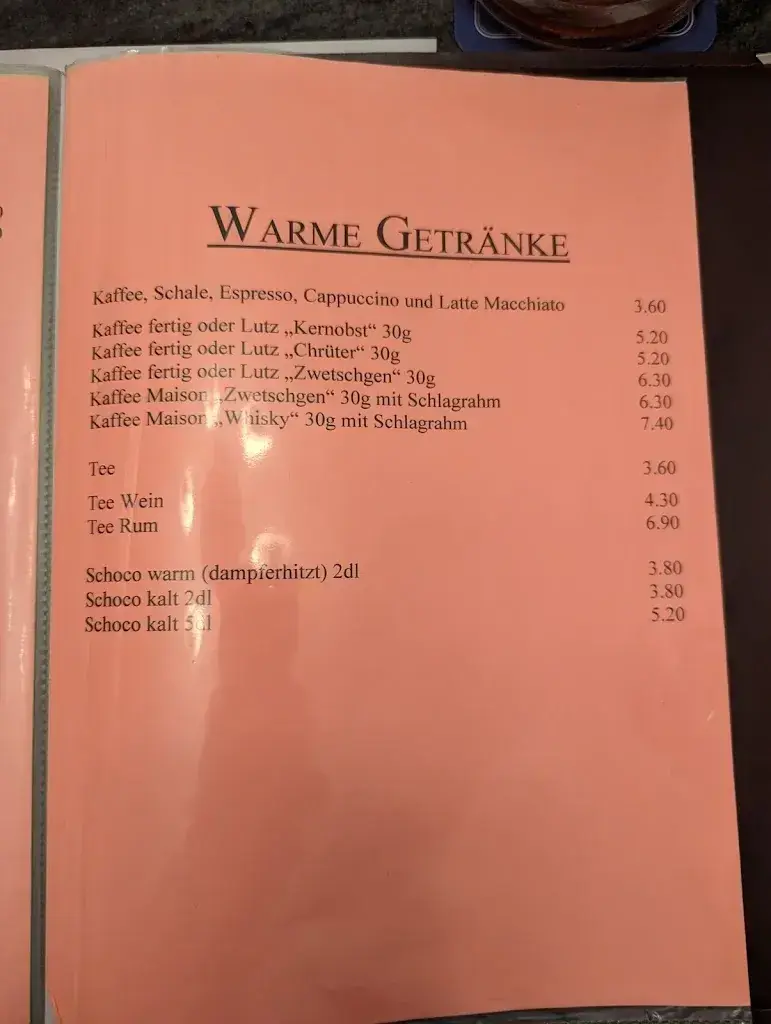 WARME GETRÄNKE
Kaffee, Schale, Espresso, Cappuccino und Latte Macchiato 3.60
Kaffee fertig oder Lutz „Kernobst“ 30g 5.20
Kaffee fertig oder Lutz „Chrüter“ 30g 5.20
Kaffee fertig oder Lutz „Zwetschgen“ 30g 6.30
Kaffee Maison „Zwetschgen“ 30g mit Schlagrahm 6.30
Kaffee Maison „Whisky“ 30g mit Schlagrahm 7.40
Tee 3.60
Tee Wein 4.30
Tee Rum 6.90
Schoco warm (dampferhitzt) 2dl 3.80
Schoco kalt 2dl 3.80
Schoco kalt 5dl 5.20